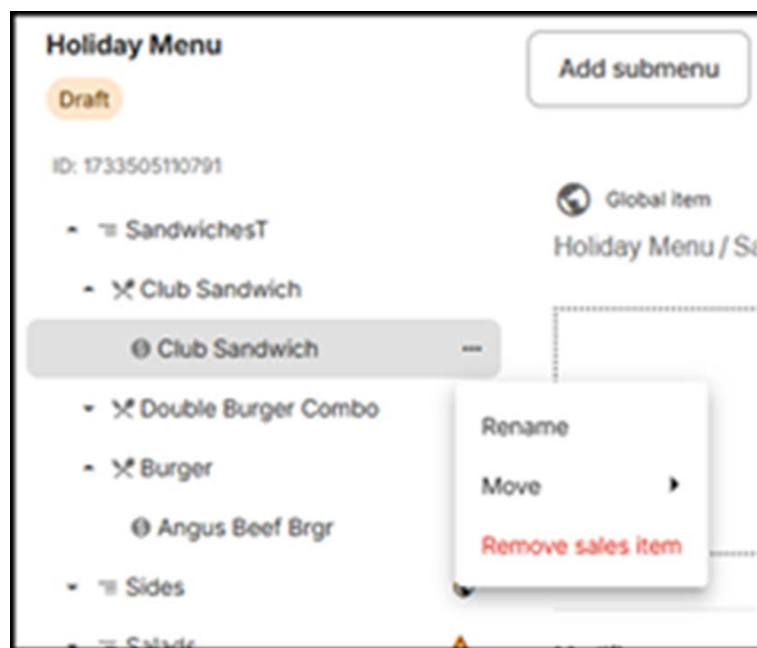 Holiday Menu
Add submenu
Draft
ID: 1733505110791
Global item
SandwichesT
Holiday Menu / Sa
Club Sandwich
Club Sandwich
Double Burger Combo
Rename
Burger
Move
Angus Beef Brgr
Remove sales item
Sides
Salads